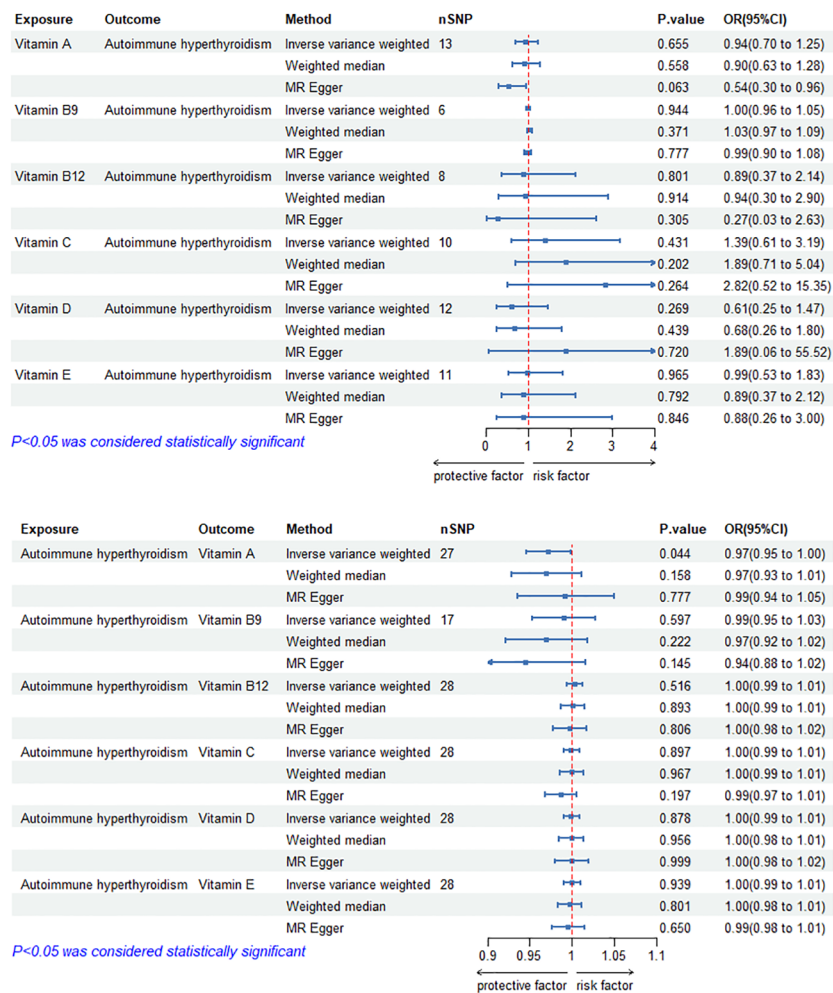 Exposure Outcome Method nSNP P.value OR(95%CI)
Vitamin A Autoimmune hyperthyroidism Inverse variance weighted 13 0.655 0.94(0.70 to 1.25)
Weighted median 0.558 0.90(0.63 to 1.28)
MR Egger 0.063 0.54(0.30 to 0.96)
Vitamin B9 Autoimmune hyperthyroidism Inverse variance weighted 6 0.944 1.00(0.96 to 1.05)
Weighted median 0.371 1.03(0.97 to 1.09)
MR Egger 0.777 0.99(0.90 to 1.08)
Vitamin B12 Autoimmune hyperthyroidism Inverse variance weighted 8 0.801 0.89(0.37 to 2.14)
Weighted median 0.914 0.94(0.30 to 2.90)
MR Egger 0.305 0.27(0.03 to 2.63)
Vitamin C Autoimmune hyperthyroidism Inverse variance weighted 10 0.431 1.39(0.61 to 3.19)
Weighted median 0.202 1.89(0.71 to 5.04)
MR Egger 0.264 2.82(0.52 to 15.35)
Vitamin D Autoimmune hyperthyroidism Inverse variance weighted 12 0.269 0.61(0.25 to 1.47)
Weighted median 0.439 0.68(0.26 to 1.80)
MR Egger 0.720 1.89(0.06 to 55.52)
Vitamin E Autoimmune hyperthyroidism Inverse variance weighted 11 0.965 0.99(0.53 to 1.83)
Weighted median 0.792 0.89(0.37 to 2.12)
MR Egger 0.846 0.88(0.26 to 3.00)
P<0.05 was considered statistically significant
0 1 2 3 4
protective factor risk factor
Exposure Outcome Method nSNP P.value OR(95%CI)
Autoimmune hyperthyroidism Vitamin A Inverse variance weighted 27 0.044 0.97(0.95 to 1.00)
Weighted median 0.158 0.97(0.93 to 1.01)
MR Egger 0.777 0.99(0.94 to 1.05)
Autoimmune hyperthyroidism Vitamin B9 Inverse variance weighted 17 0.597 0.99(0.95 to 1.03)
Weighted median 0.222 0.97(0.92 to 1.02)
MR Egger 0.145 0.94(0.88 to 1.02)
Autoimmune hyperthyroidism Vitamin B12 Inverse variance weighted 28 0.516 1.00(0.99 to 1.01)
Weighted median 0.893 1.00(0.99 to 1.01)
MR Egger 0.806 1.00(0.98 to 1.02)
Autoimmune hyperthyroidism Vitamin C Inverse variance weighted 28 0.897 1.00(0.99 to 1.01)
Weighted median 0.967 1.00(0.99 to 1.01)
MR Egger 0.197 0.99(0.97 to 1.01)
Autoimmune hyperthyroidism Vitamin D Inverse variance weighted 28 0.878 1.00(0.99 to 1.01)
Weighted median 0.956 1.00(0.98 to 1.01)
MR Egger 0.999 1.00(0.98 to 1.02)
Autoimmune hyperthyroidism Vitamin E Inverse variance weighted 28 0.939 1.00(0.99 to 1.01)
Weighted median 0.801 1.00(0.98 to 1.01)
MR Egger 0.650 0.99(0.98 to 1.01)
P<0.05 was considered statistically significant
0.9 0.95 1 1.05 1.1
protective factor risk factor